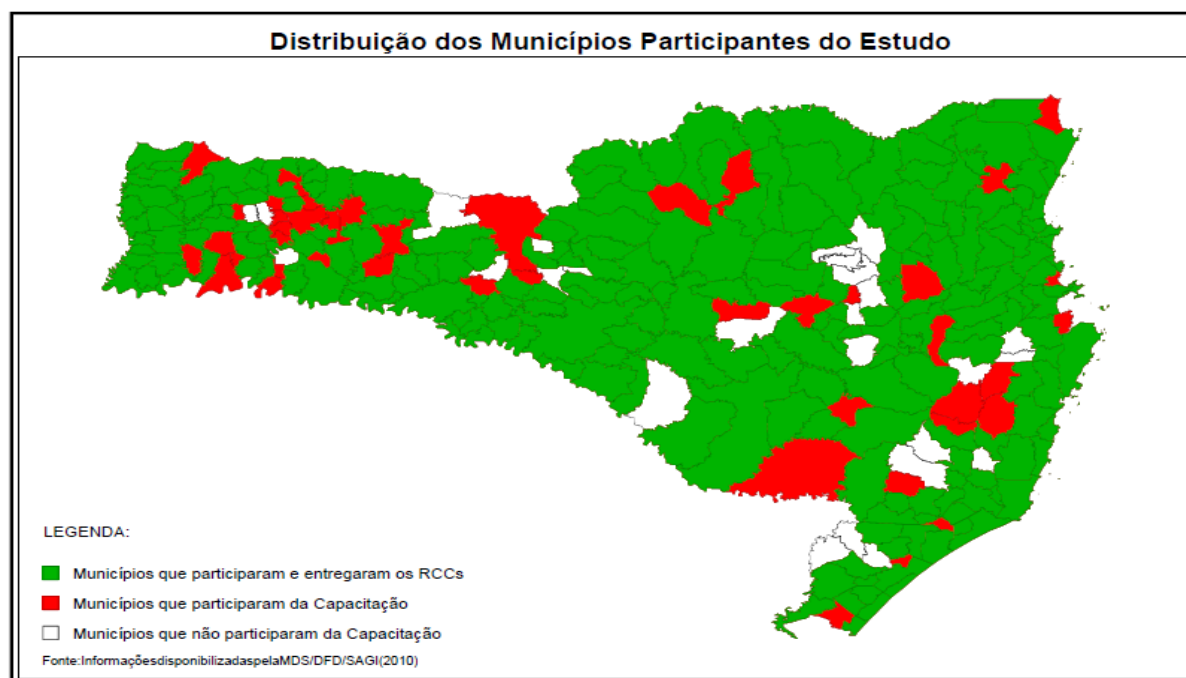 Distribuição dos Municípios Participantes do Estudo
LEGENDA:
Municípios que participaram e entregaram os RCCs
Municípios que participaram da Capacitação
Municípios que não participaram da Capacitação
Fonte:InformaçõesdisponibilizadaspelaMDS/DFD/SAGI(2010)